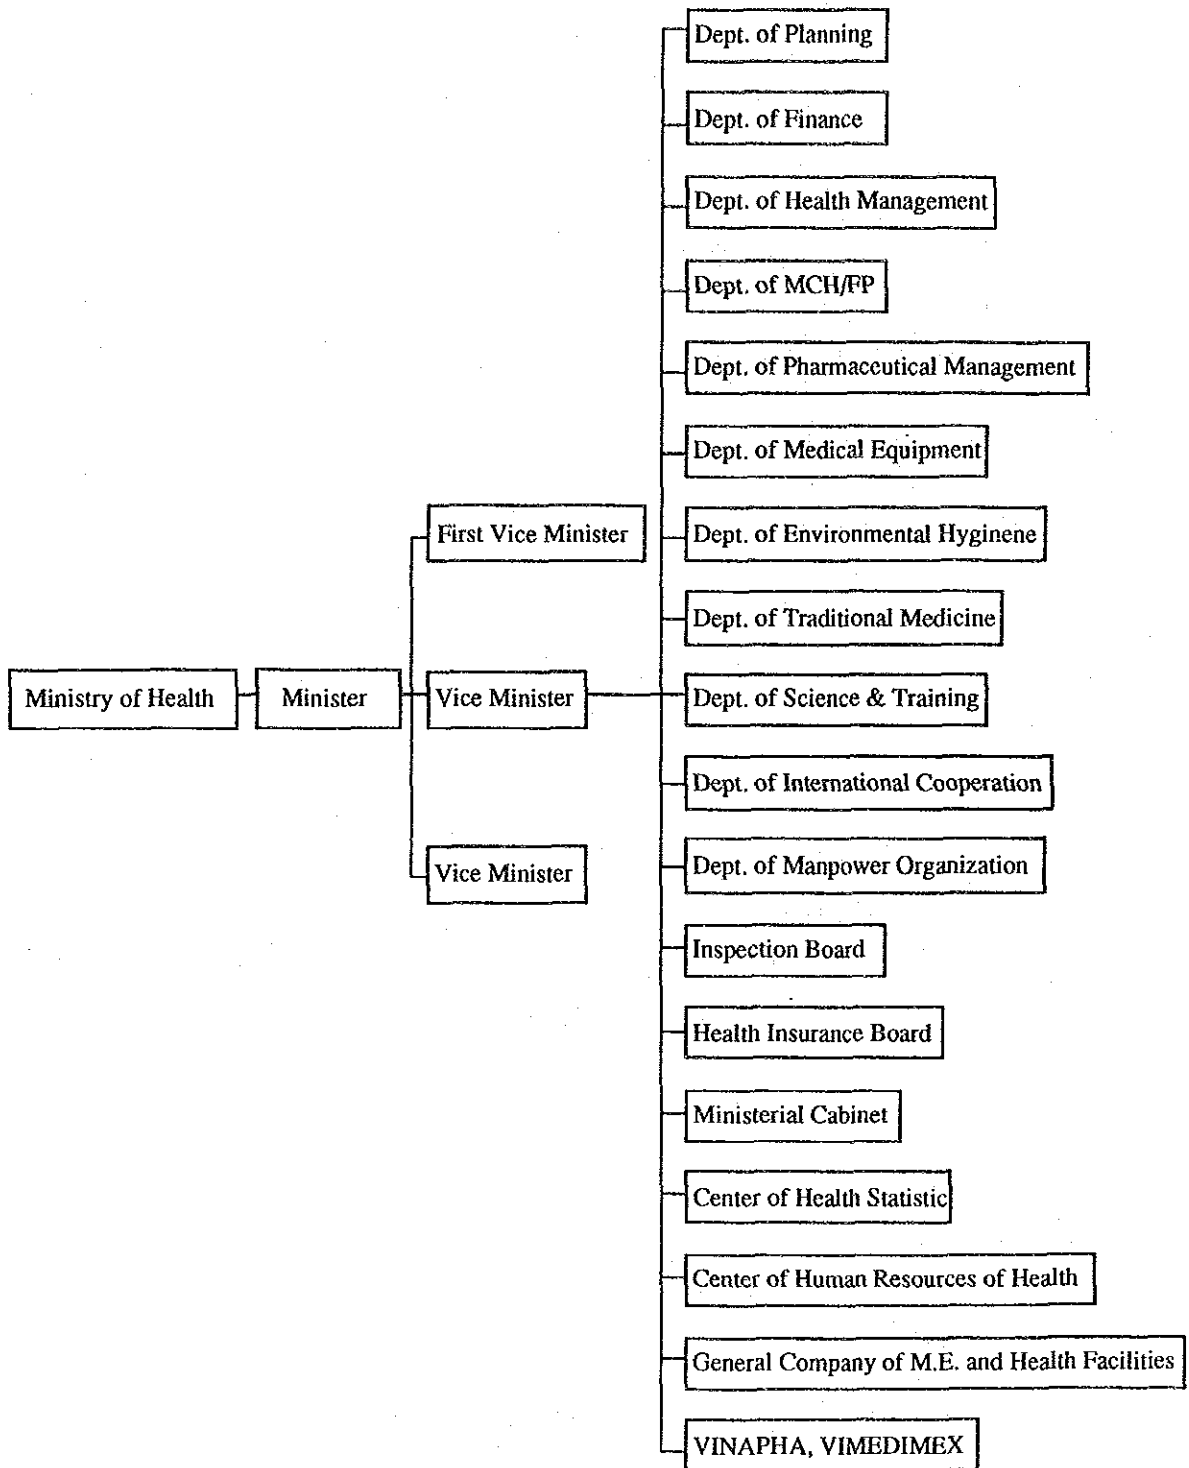 Dept. of Planning
Dept. of Finance
Dept. of Health Management
Dept. of MCH/FP
Dept. of Pharmaceutical Management
Dept. of Medical Equipment
First Vice Minister
Dept. of Environmental Hyginene
Dept. of Traditional Medicine
Ministry of Health
Minister
Vice Minister
Dept. of Science & Training
Dept. of International Cooperation
Dept. of Manpower Organization
Vice Minister
Inspection Board
Health Insurance Board
Ministerial Cabinet
Center of Health Statistic
Center of Human Resources of Health
General Company of M.E. and Health Facilities
VINAPHA, VIMEDIMEX